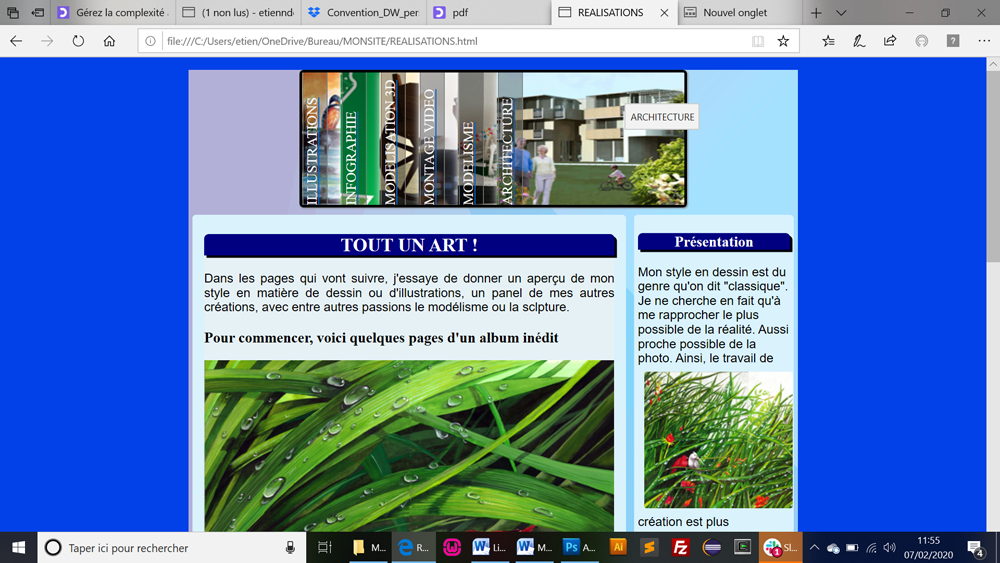 Gérez la complexité
(1 non lus) - etiennd
Convention_DW_per
pdf
REALISATIONS
Nouvel onglet
file:///C:/Users/etien/OneDrive/Bureau/MONSITE/REALISATIONS.html
ILLUSTRATIONS
INFOGRAPHIE
MODELISATION 3D
MONTAGE VIDEO
MODELISME
ARCHITECTURE
ARCHITECTURE
TOUT UN ART !
Dans les pages qui vont suivre, j'essaye de donner un aperçu de mon
style en matière de dessin ou d'illustrations, un panel de mes autres
créations, avec entre autres passions le modélisme ou la sclpture.
Pour commencer, voici quelques pages d'un album inédit
Présentation
Mon style en dessin est du
genre qu'on dit "classique".
Je ne cherche en fait qu'à
me rapprocher le plus
possible de la réalité. Aussi
proche possible de la
photo. Ainsi, le travail de
création est plus
Taper ici pour rechercher
M...
R...
Li...
M...
A...
Sl...
11:55
07/02/2020
4